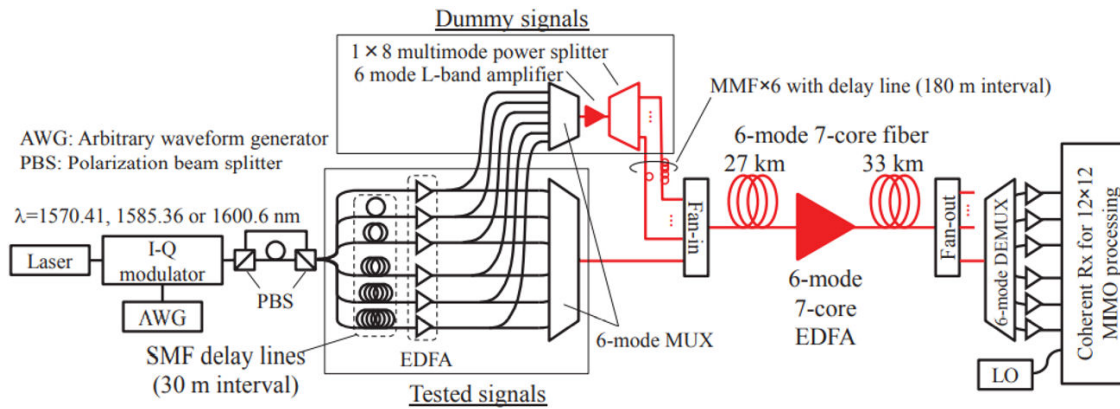 Dummy signals
1 × 8 multimode power splitter
6 mode L-band amplifier
MMF×6 with delay line (180 m interval)
AWG: Arbitrary waveform generator
PBS: Polarization beam splitter
6-mode 7-core fiber
27 km
33 km
λ=1570.41, 1585.36 or 1600.6 nm
Laser
I-Q
modulator
AWG
PBS
SMF delay lines
(30 m interval)
EDFA
Tested signals
6-mode MUX
...
...
Fan-in
6-mode
7-core
EDFA
Fan-out
...
6-mode DEMUX
LO
Coherent Rx for 12×12
MIMO processing